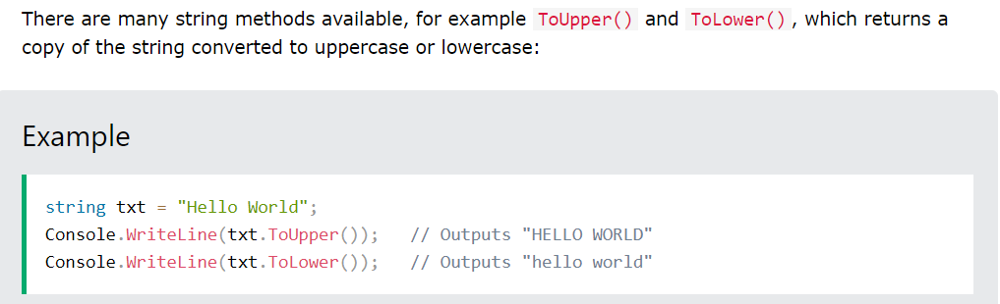 There are many string methods available, for example ToUpper() and ToLower(), which returns a
copy of the string converted to uppercase or lowercase:
Example
string txt = "Hello World";
Console.WriteLine(txt.ToUpper());   // Outputs "HELLO WORLD"
Console.WriteLine(txt.ToLower());   // Outputs "hello world"